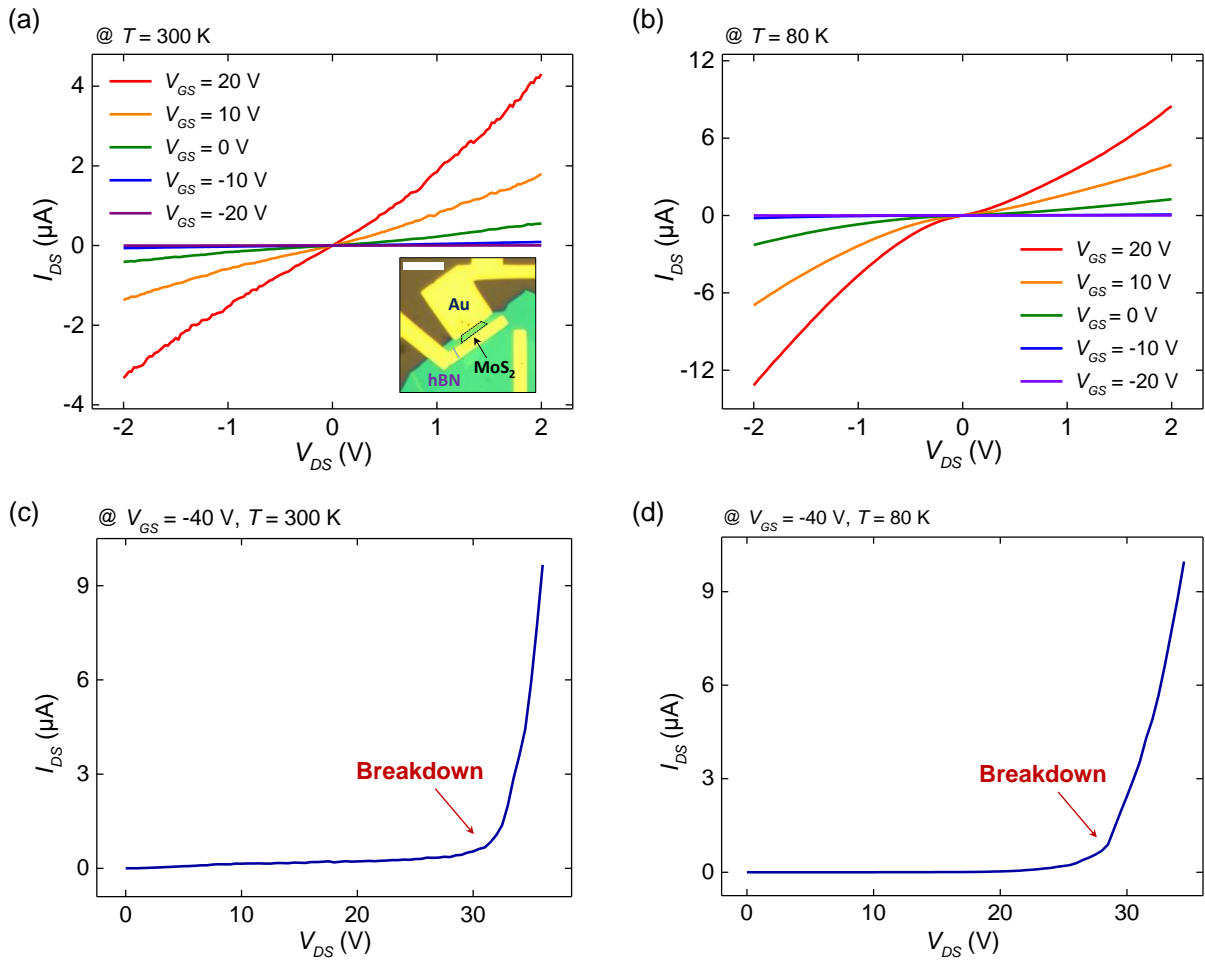 (a)
@ T = 300 K
V_GS = 20 V
V_GS = 10 V
V_GS = 0 V
V_GS = -10 V
V_GS = -20 V
4
2
0
-2
-4
I_DS (μA)
-2
-1
0
1
2
V_DS (V)
Au
MoS₂
hBN
(b)
@ T = 80 K
12
6
0
-6
-12
I_DS (μA)
V_GS = 20 V
V_GS = 10 V
V_GS = 0 V
V_GS = -10 V
V_GS = -20 V
-2
-1
0
1
2
V_DS (V)
(c)
@ V_GS = -40 V, T = 300 K
9
6
3
0
I_DS (μA)
Breakdown
0
10
20
30
V_DS (V)
(d)
@ V_GS = -40 V, T = 80 K
9
6
3
0
I_DS (μA)
Breakdown
0
10
20
30
V_DS (V)